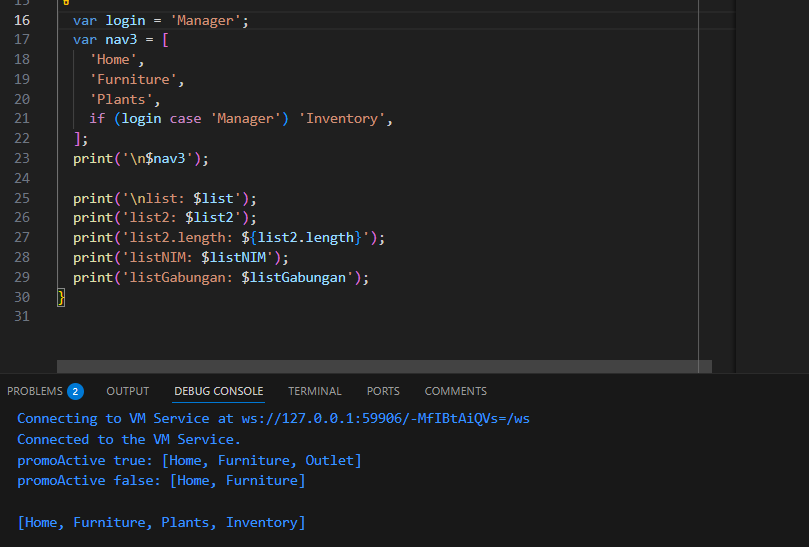 15
16 var login = 'Manager';
17 var nav3 = [
18 'Home',
19 'Furniture',
20 'Plants',
21 if (login case 'Manager') 'Inventory',
22 ];
23 print('\n$nav3');
24
25 print('\nlist: $list');
26 print('list2: $list2');
27 print('list2.length: ${list2.length}');
28 print('listNIM: $listNIM');
29 print('listGabungan: $listGabungan');
30 }
31
PROBLEMS 2 OUTPUT DEBUG CONSOLE TERMINAL PORTS COMMENTS
Connecting to VM Service at ws://127.0.0.1:59906/-MfIBtAiQVs=/ws
Connected to the VM Service.
promoActive true: [Home, Furniture, Outlet]
promoActive false: [Home, Furniture]
[Home, Furniture, Plants, Inventory]